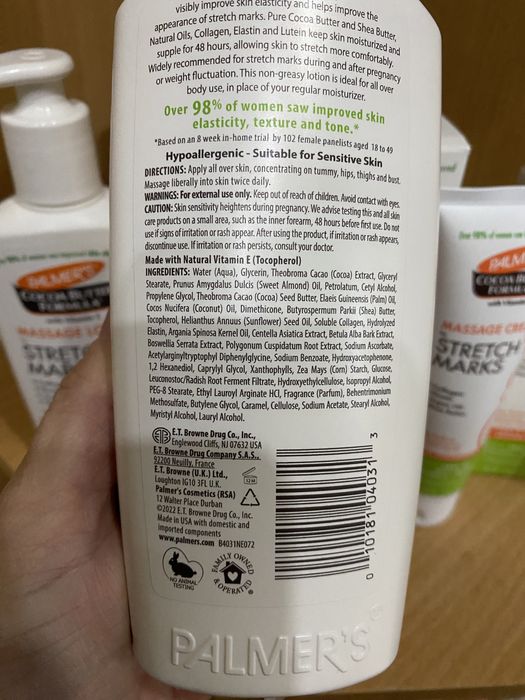 visibly improve skin elasticity and helps improve the
appearance of stretch marks. Pure Cocoa Butter and Shea Butter,
Natural Oils, Collagen, Elastin and Lutein keep skin moisturized and
supple for 48 hours, allowing skin to stretch more comfortably.
Widely recommended for stretch marks during and after pregnancy
or weight fluctuation. This non-greasy lotion is ideal for all over
body use, in place of your regular moisturizer.
Over 98% of women saw improved skin
elasticity, texture and tone.*
*Based on an 8 week in-home trial by 102 female panelists aged 18 to 49
Hypoallergenic - Suitable for Sensitive Skin
DIRECTIONS: Apply all over skin, concentrating on tummy, hips, thighs and bust.
Massage liberally into skin twice daily.
WARNINGS: For external use only. Keep out of reach of children. Avoid contact with eyes.
CAUTION: Skin sensitivity heightens during pregnancy. We advise testing this and all skin
care products on a small area, such as the inner forearm, 48 hours before first use. Do not
use if signs of irritation or rash appear. After using the product, if irritation or rash appears,
discontinue use. If irritation or rash persists, consult your doctor.
Made with Natural Vitamin E (Tocopherol)
INGREDIENTS: Water (Aqua), Glycerin, Theobroma Cacao (Cocoa) Extract, Glyceryl
Stearate, Prunus Amygdalus Dulcis (Sweet Almond) Oil, Petrolatum, Cetyl Alcohol,
Propylene Glycol, Theobroma Cacao (Cocoa) Seed Butter, Elaeis Guineensis (Palm) Oil,
Cocos Nucifera (Coconut) Oil, Dimethicone, Butyrospermum Parkii (Shea) Butter,
Tocopherol, Helianthus Annuus (Sunflower) Seed Oil, Soluble Collagen, Hydrolyzed
Elastin, Argania Spinosa Kernel Oil, Centella Asiatica Extract, Betula Alba Bark Extract,
Boswellia Serrata Extract, Polygonum Cuspidatum Root Extract, Sodium Ascorbate,
Acetylarginyltryptophyl Diphenylglycine, Sodium Benzoate, Hydroxyacetophenone,
1,2 Hexanediol, Caprylyl Glycol, Xanthophylls, Zea Mays (Corn) Starch, Glucose,
Leuconostoc/Radish Root Ferment Filtrate, Hydroxyethylcellulose, Isopropyl Alcohol,
PEG-8 Stearate, Ethyl Lauroyl Arginate HCl, Fragrance (Parfum), Behentrimonium
Methosulfate, Butylene Glycol, Caramel, Cellulose, Sodium Acetate, Stearyl Alcohol,
Myristyl Alcohol, Lauryl Alcohol.
E.T. Browne Drug Co., Inc.,
Englewood Cliffs, NJ 07632 USA
E.T. Browne Drug Company S.A.S.,
92200 Neuilly, France
E.T. Browne (U.K.) Ltd.,
Loughton IG10 3FL U.K.
Palmer's Cosmetics (RSA)
12 Walter Place Durban
©2022 E.T. Browne Drug Co., Inc.
Made in USA with domestic and
imported components
www.palmers.com B4031NE072
12 M
0 10181 04031 3
NO ANIMAL
TESTING
FAMILY OWNED
& OPERATED
PALMER'S
PALMER'S
COCOA BUTTER
FORMULA
MASSAGE LO
STRET
MA
PALM
COCOA BU
FORMU
MASSAGE CRE
STRETCH
MARKS